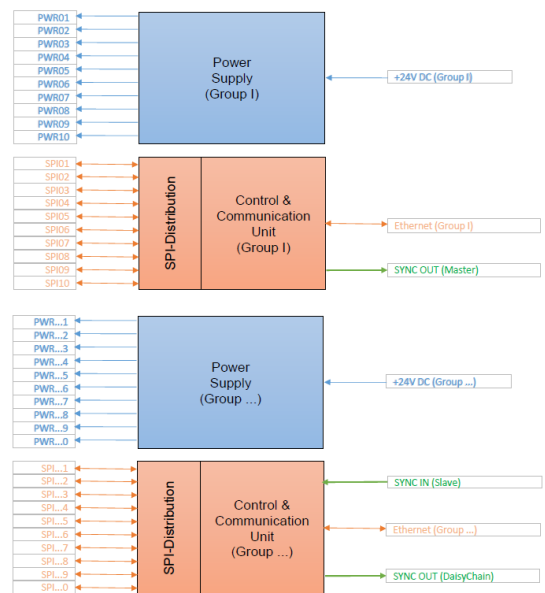 PWR01
PWR02
PWR03
PWR04
PWR05
PWR06
PWR07
PWR08
PWR09
PWR10
Power
Supply
(Group I)
+24V DC (Group I)
SPI01
SPI02
SPI03
SPI04
SPI05
SPI06
SPI07
SPI08
SPI09
SPI10
SPI-Distribution
Control &
Communication
Unit
(Group I)
Ethernet (Group I)
SYNC OUT (Master)
PWR...1
PWR...2
PWR...3
PWR...4
PWR...5
PWR...6
PWR...7
PWR...8
PWR...9
PWR...0
Power
Supply
(Group ...)
+24V DC (Group ...)
SPI...1
SPI...2
SPI...3
SPI...4
SPI...5
SPI...6
SPI...7
SPI...8
SPI...9
SPI...0
SPI-Distribution
Control &
Communication
Unit
(Group ...)
SYNC IN (Slave)
Ethernet (Group ...)
SYNC OUT (DaisyChain)